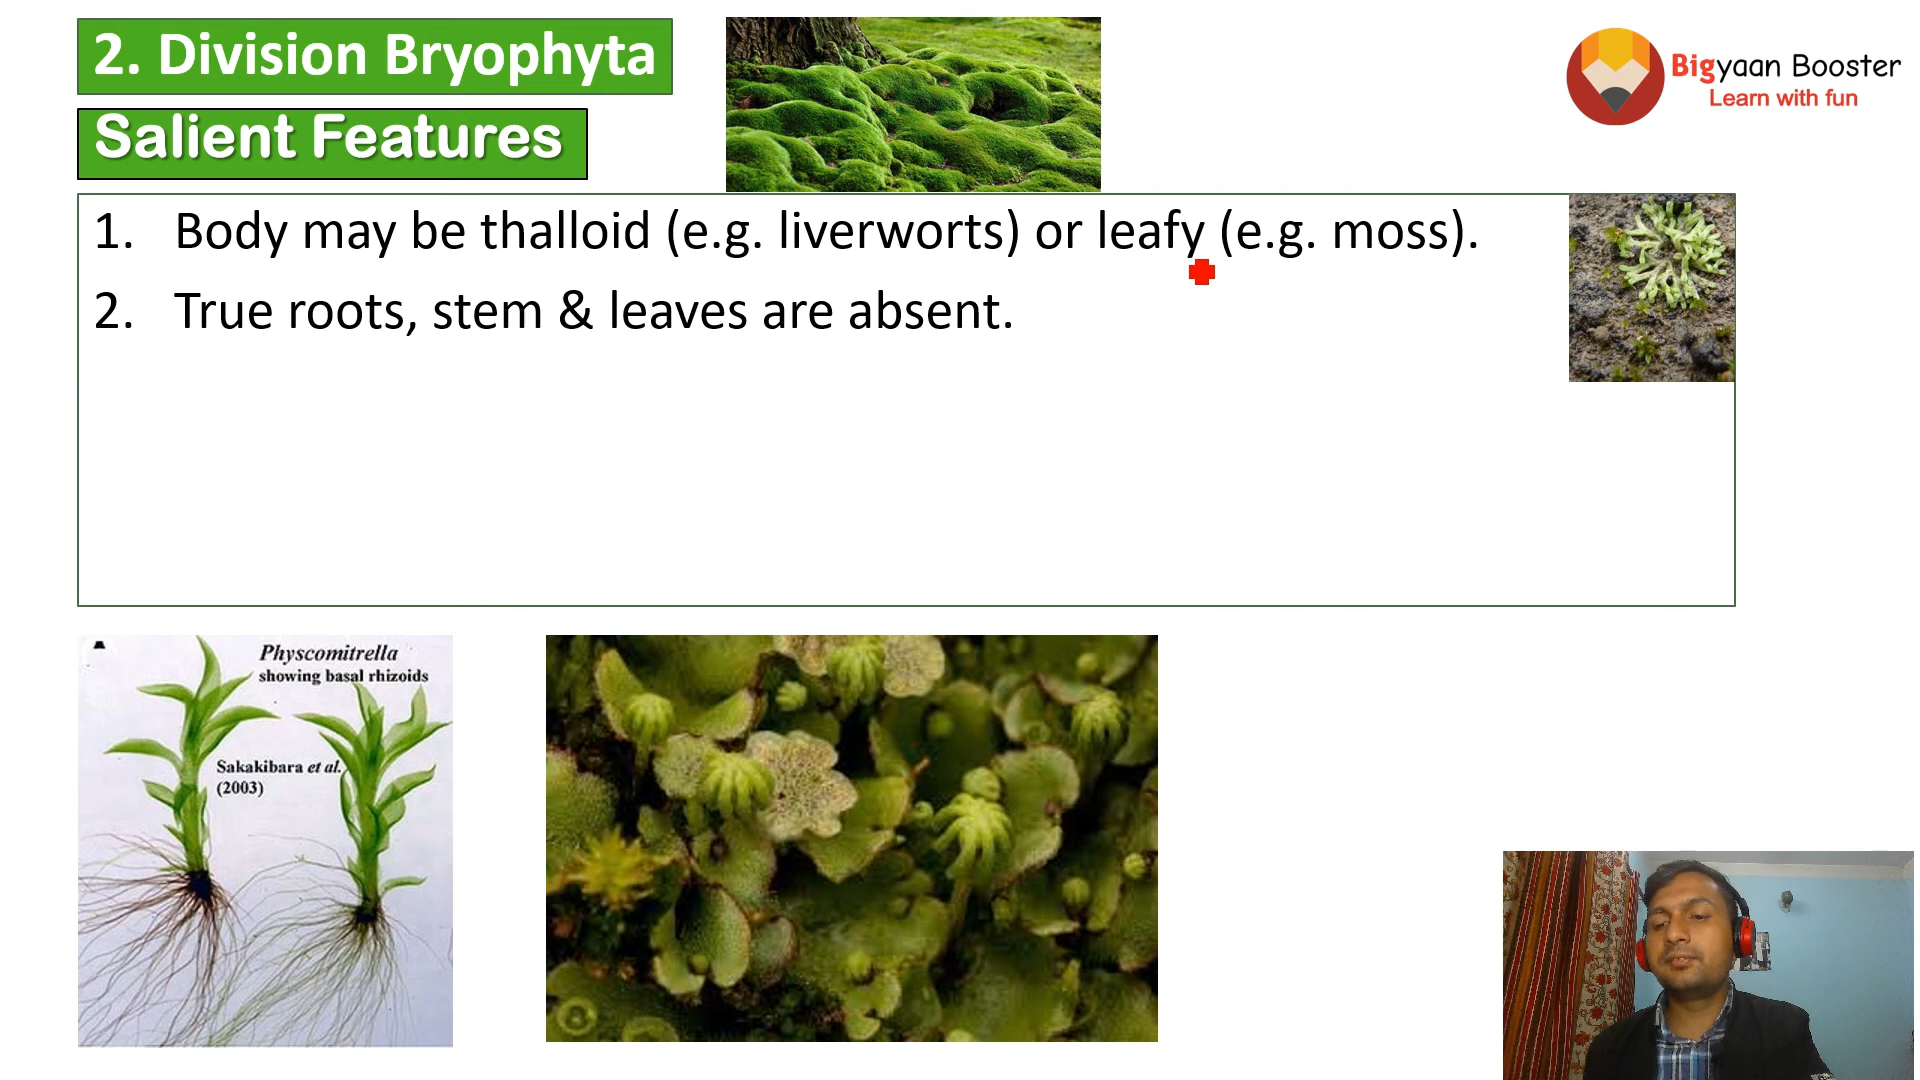 2. Division Bryophyta
Salient Features
Bigyaan Booster
Learn with fun
1. Body may be thalloid (e.g. liverworts) or leafy (e.g. moss).
2. True roots, stem & leaves are absent.
Physcomitrella
showing basal rhizoids
Sakakibara et al.
(2003)